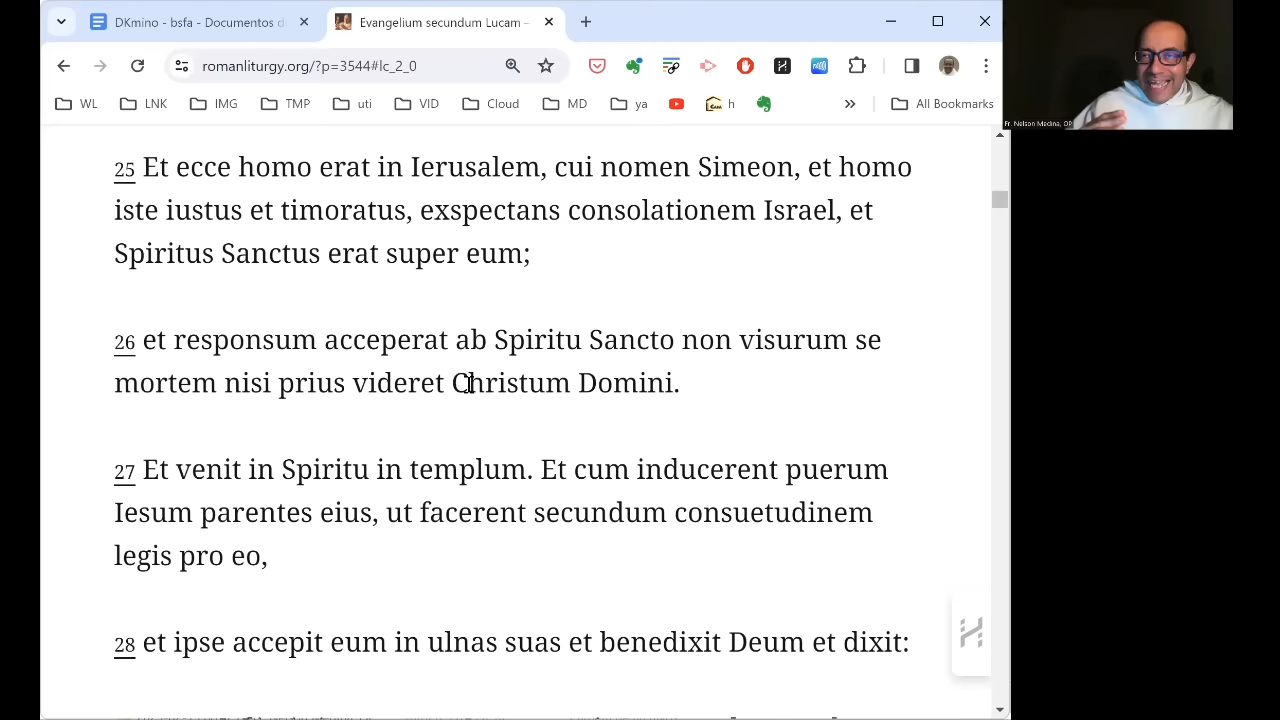 DKmino - bsfa - Documentos d
Evangelium secundum Lucam –
romanliturgy.org/?p=3544#lc_2_0
WL LNK IMG TMP uti VID Cloud MD ya h » All Bookmarks
Fr. Nelson Medina, OP
25 Et ecce homo erat in Ierusalem, cui nomen Simeon, et homo
iste iustus et timoratus, exspectans consolationem Israel, et
Spiritus Sanctus erat super eum;
26 et responsum acceperat ab Spiritu Sancto non visurum se
mortem nisi prius videret Christum Domini.
27 Et venit in Spiritu in templum. Et cum inducerent puerum
Iesum parentes eius, ut facerent secundum consuetudinem
legis pro eo,
28 et ipse accepit eum in ulnas suas et benedixit Deum et dixit: